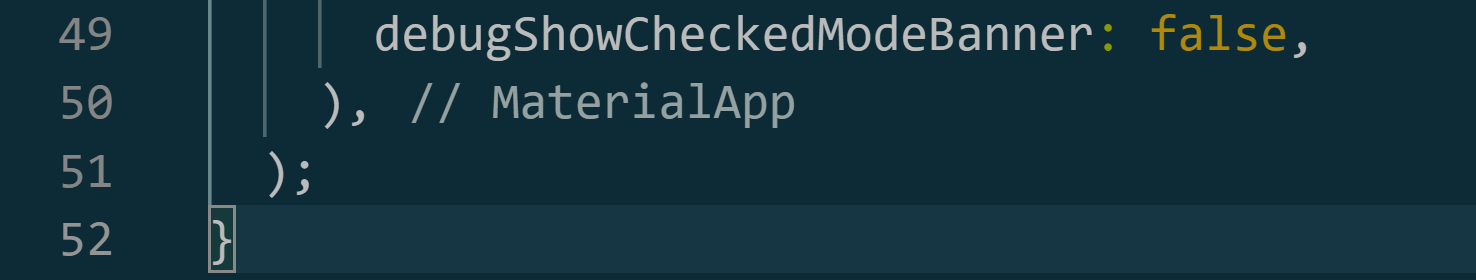 49 debugShowCheckedModeBanner: false,
50 ), // MaterialApp
51 );
52 }